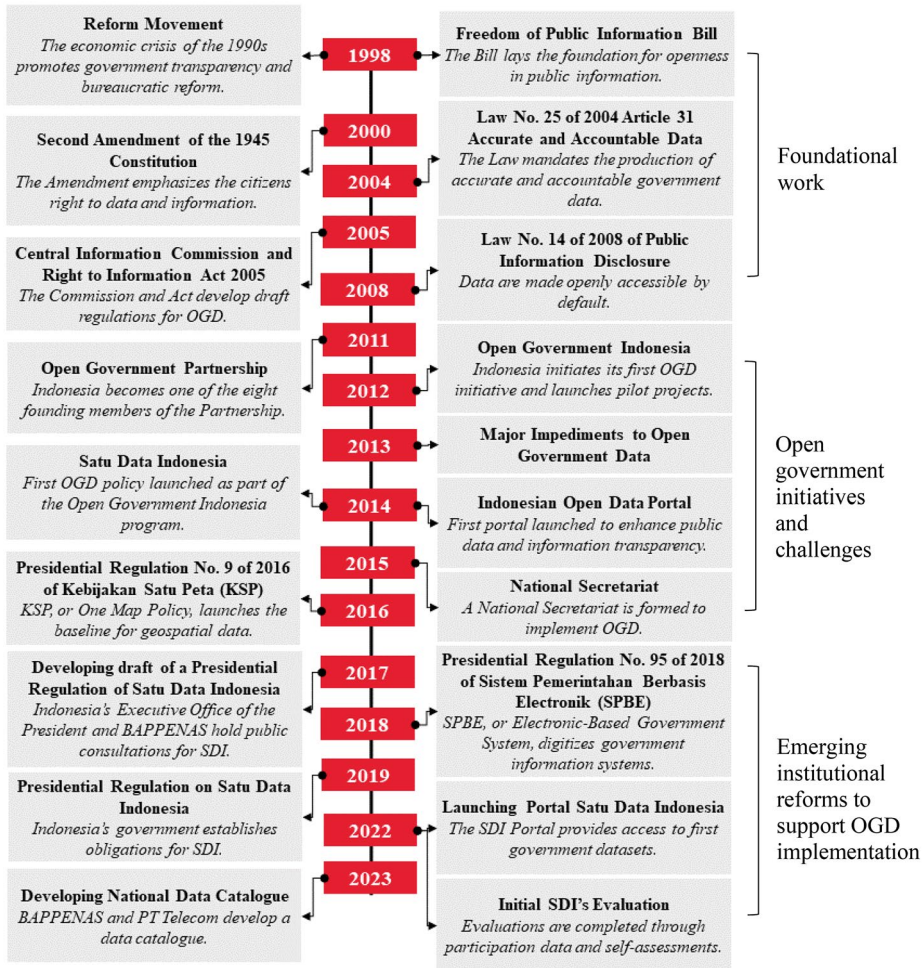 Reform Movement
The economic crisis of the 1990s
promotes government transparency and
bureaucratic reform.
1998
Freedom of Public Information Bill
The Bill lays the foundation for openness
in public information.
Second Amendment of the 1945
Constitution
The Amendment emphasizes the citizens
right to data and information.
2000
2004
Law No. 25 of 2004 Article 31
Accurate and Accountable Data
The Law mandates the production of
accurate and accountable government
data.
Foundational
work
Central Information Commission and
Right to Information Act 2005
The Commission and Act develop draft
regulations for OGD.
2005
2008
Law No. 14 of 2008 of Public
Information Disclosure
Data are made openly accessible by
default.
Open Government Partnership
Indonesia becomes one of the eight
founding members of the Partnership.
2011
2012
Open Government Indonesia
Indonesia initiates its first OGD
initiative and launches pilot projects.
2013
Major Impediments to Open
Government Data
Satu Data Indonesia
First OGD policy launched as part of
the Open Government Indonesia
program.
2014
Indonesian Open Data Portal
First portal launched to enhance public
data and information transparency.
Open
government
initiatives
and
challenges
2015
National Secretariat
A National Secretariat is formed to
implement OGD.
Presidential Regulation No. 9 of 2016
of Kebijakan Satu Peta (KSP)
KSP, or One Map Policy, launches the
baseline for geospatial data.
2016
Developing draft of a Presidential
Regulation of Satu Data Indonesia
Indonesia's Executive Office of the
President and BAPPENAS hold public
consultations for SDI.
2017
2018
Presidential Regulation No. 95 of 2018
of Sistem Pemerintahan Berbasis
Electronik (SPBE)
SPBE, or Electronic-Based Government
System, digitizes government
information systems.
Presidential Regulation on Satu Data
Indonesia
Indonesia's government establishes
obligations for SDI.
2019
2022
Launching Portal Satu Data Indonesia
The SDI Portal provides access to first
government datasets.
Emerging
institutional
reforms to
support OGD
implementation
Developing National Data Catalogue
BAPPENAS and PT Telecom develop a
data catalogue.
2023
Initial SDI's Evaluation
Evaluations are completed through
participation data and self-assessments.